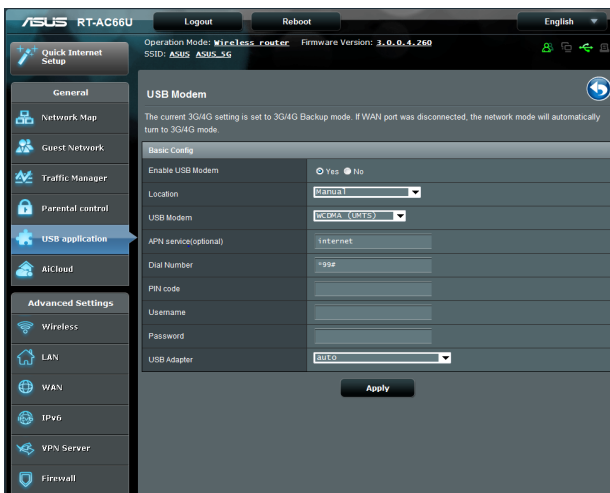 ASUS RT-AC66U Logout Reboot English
Operation Mode: Wireless router Firmware Version: 3.0.0.4.260
SSID: ASUS ASUS_5G
Quick Internet
Setup
General
Network Map
Guest Network
Traffic Manager
Parental control
USB application
AiCloud
Advanced Settings
Wireless
LAN
WAN
IPv6
VPN Server
Firewall
USB Modem
The current 3G/4G setting is set to 3G/4G Backup mode. If WAN port was disconnected, the network mode will automatically
turn to 3G/4G mode.
Basic Config
Enable USB Modem Yes No
Location Manual
USB Modem WCDMA (UMTS)
APN service(optional) internet
Dial Number *99#
PIN code
Username
Password
USB Adapter auto
Apply